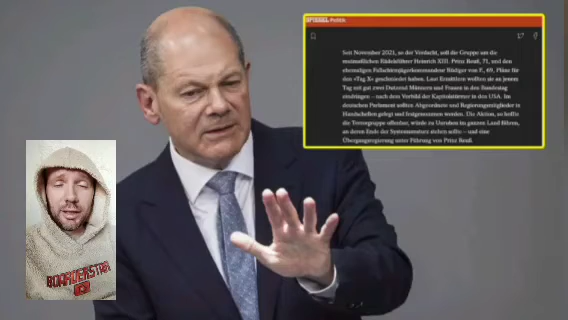 SPIEGEL Politik
Seit November 2021, so der Verdacht, soll die Gruppe um die
mutmaßlichen Rädelsführer Heinrich XIII. Prinz Reuß, 71, und den
ehemaligen Fallschirmjägerkommandeur Rüdiger von P., 69, Pläne für
den »Tag X« geschmiedet haben. Laut Ermittlern wollten sie an jenem
Tag mit gut zwei Dutzend Männern und Frauen in den Bundestag
eindringen – nach dem Vorbild der Kapitolstürmer in den USA. Im
deutschen Parlament sollten Abgeordnete und Regierungsmitglieder in
Handschellen gelegt und festgenommen werden. Die Aktion, so hoffte
die Terrorgruppe offenbar, würde zu Unruhen im ganzen Land führen,
an deren Ende der Systemumsturz stehen sollte – und eine
Übergangsregierung unter Führung von Prinz Reuß.
BOARDERSTAR